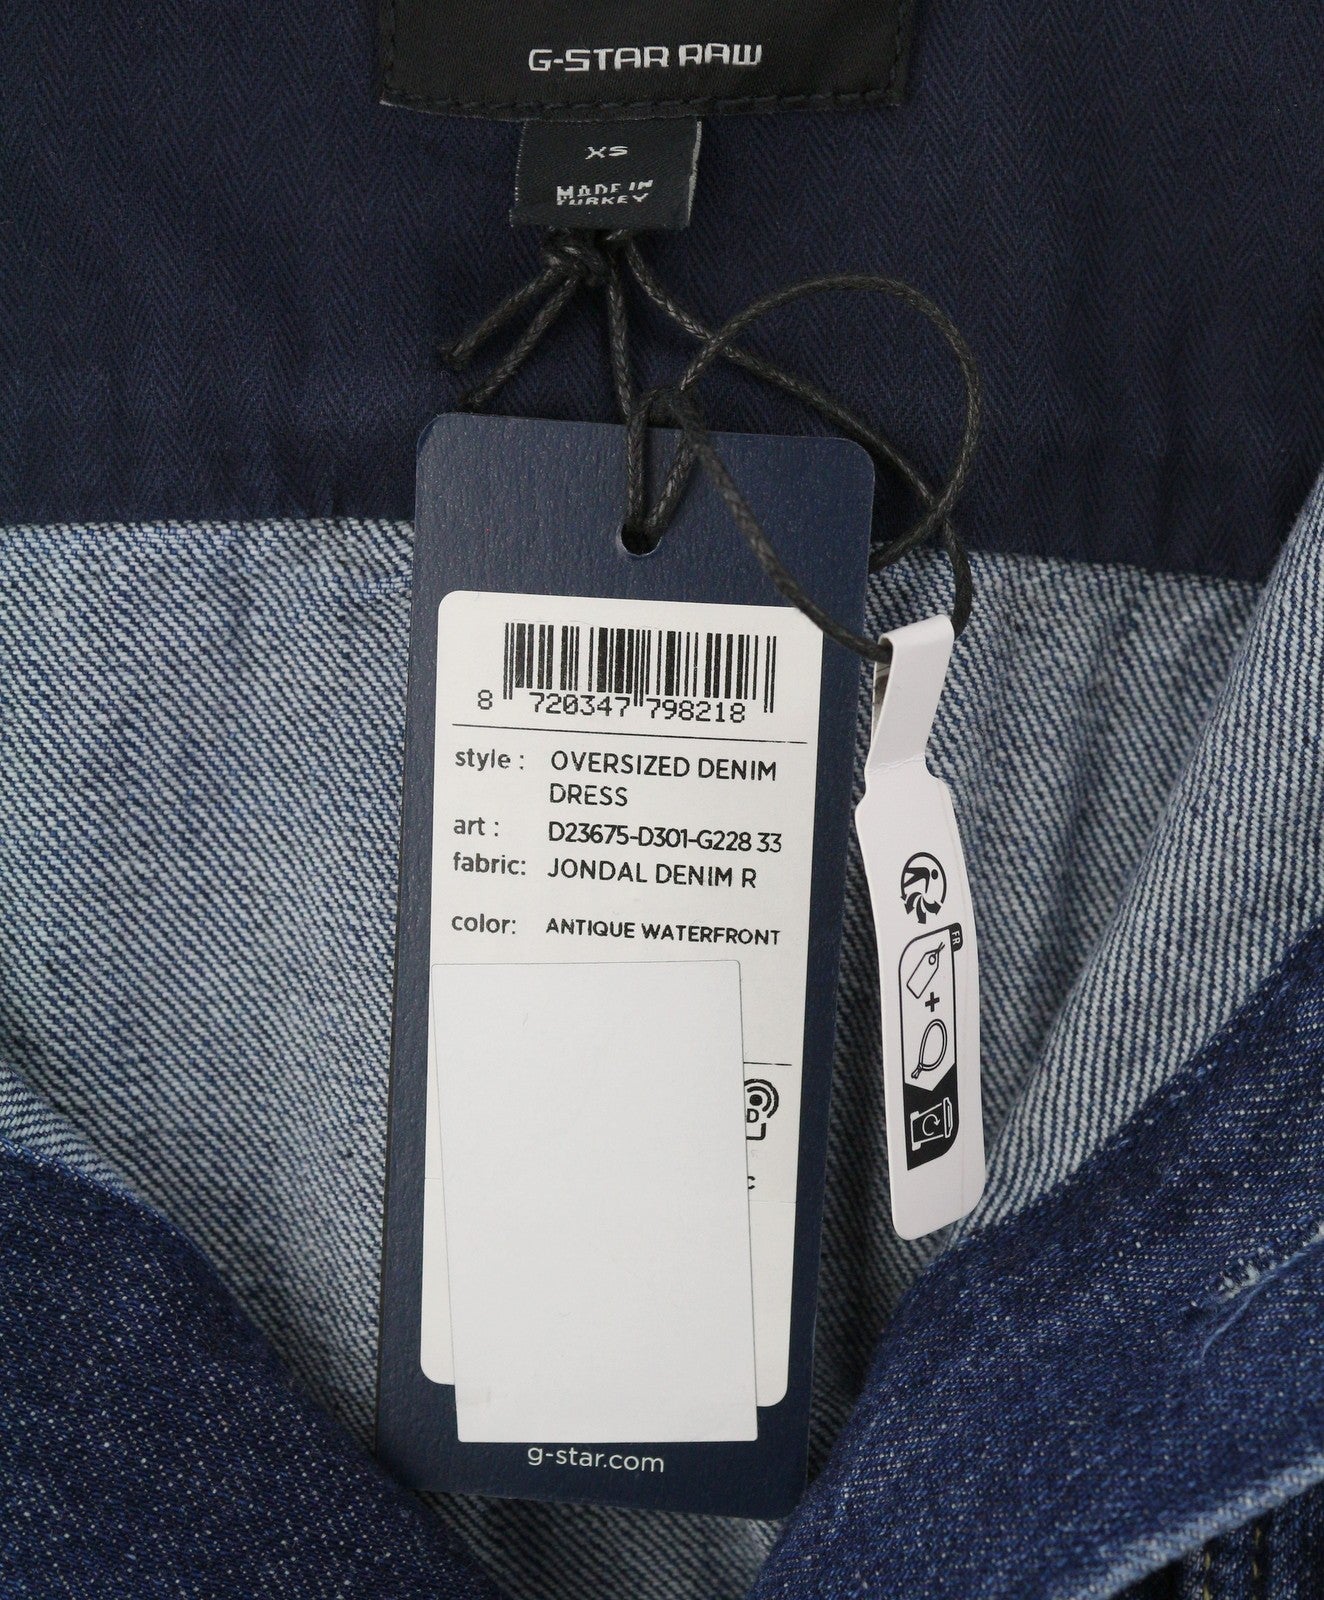 G-STAR RAW
XS
MADE IN
TURKEY
8 720347 798218
style : OVERSIZED DENIM
DRESS
art : D23675-D301-G228 33
fabric: JONDAL DENIM R
color: ANTIQUE WATERFRONT
FR
+
D
c
g-star.com